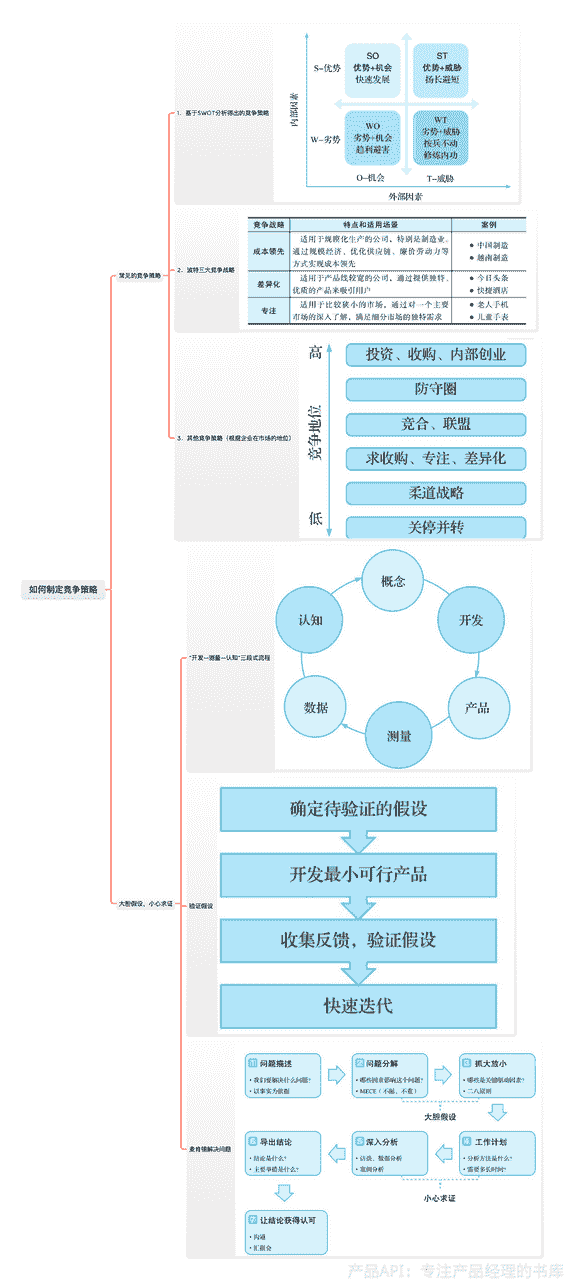 如何制定竞争策略
常见的竞争策略
1、基于SWOT分析得出的竞争策略
内部因素
S-优势
W-劣势
SO
优势+机会
快速发展
ST
优势+威胁
扬长避短
WO
劣势+机会
趋利避害
WT
劣势+威胁
按兵不动
修炼内功
O-机会
T-威胁
外部因素
2、波特三大竞争战略
竞争战略 特点和适用场景 案例
成本领先
适用于规模化生产的公司,特别是制造业。
通过规模经济、优化供应链、廉价劳动力等
方式实现成本领先
● 中国制造
● 越南制造
差异化
适用于产品线较宽的公司,通过提供独特、
优质的产品来吸引用户
● 今日头条
● 快捷酒店
专注
适用于比较狭小的市场,通过对一个主要
市场的深入了解,满足细分市场的独特需求
● 老人手机
● 儿童手表
3、其他竞争策略(根据企业在市场的地位)
高
竞争地位
低
投资、收购、内部创业
防守圈
竞合、联盟
求收购、专注、差异化
柔道战略
关停并转
大胆假设,小心求证
“开发—测量—认知”三段式流程
概念
开发
产品
测量
数据
认知
验证假设
确定待验证的假设
开发最小可行产品
收集反馈,验证假设
快速迭代
麦肯锡解决问题
问题描述
• 我们要解决什么问题?
• 以事实为依据
问题分解
• 哪些因素影响这个问题?
• MECE(不漏、不重)
抓大放小
• 哪些是关键驱动因素?
• 二八原则
大胆假设
导出结论
• 结论是什么?
• 主要举措是什么?
深入分析
• 访谈、数据分析
• 案例分析
工作计划
• 分析方法是什么?
• 需要多长时间?
小心求证
让结论获得认可
• 沟通
• 汇报会
产品API:专注产品经理的书库